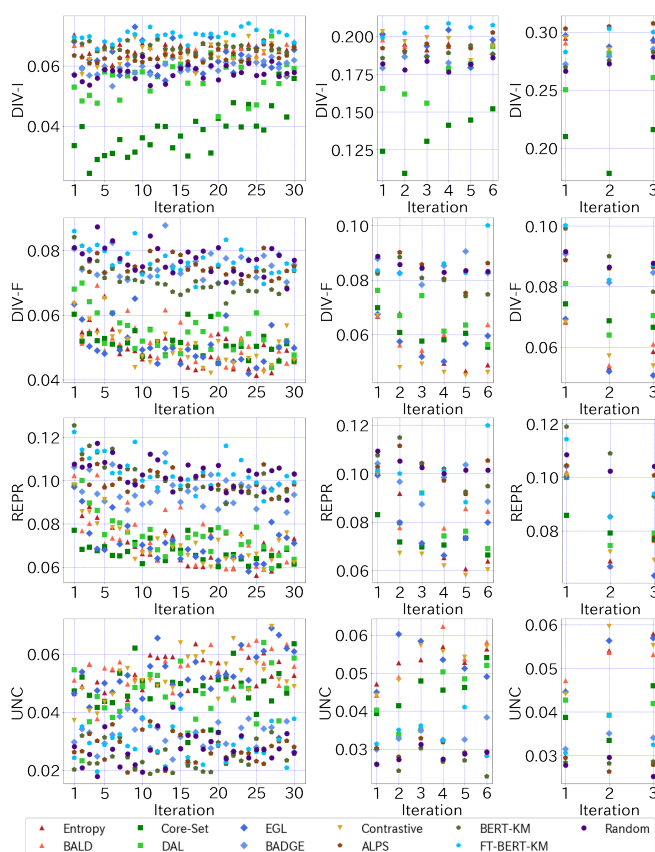 DIV-I
0.06
0.04
1 5 10 15 20 25 30
Iteration
DIV-I
0.200
0.175
0.150
0.125
1 2 3 4 5 6
Iteration
DIV-I
0.30
0.25
0.20
1 2 3
Iteration
DIV-F
0.08
0.06
0.04
1 5 10 15 20 25 30
Iteration
DIV-F
0.10
0.08
0.06
1 2 3 4 5 6
Iteration
DIV-F
0.10
0.08
0.06
1 2 3
Iteration
REPR
0.12
0.10
0.08
0.06
1 5 10 15 20 25 30
Iteration
REPR
0.12
0.10
0.08
0.06
1 2 3 4 5 6
Iteration
REPR
0.12
0.10
0.08
1 2 3
Iteration
UNC
0.06
0.04
0.02
1 5 10 15 20 25 30
Iteration
UNC
0.06
0.05
0.04
0.03
1 2 3 4 5 6
Iteration
UNC
0.06
0.05
0.04
0.03
1 2 3
Iteration
Entropy Core-Set EGL Contrastive BERT-KM Random
BALD DAL BADGE ALPS FT-BERT-KM